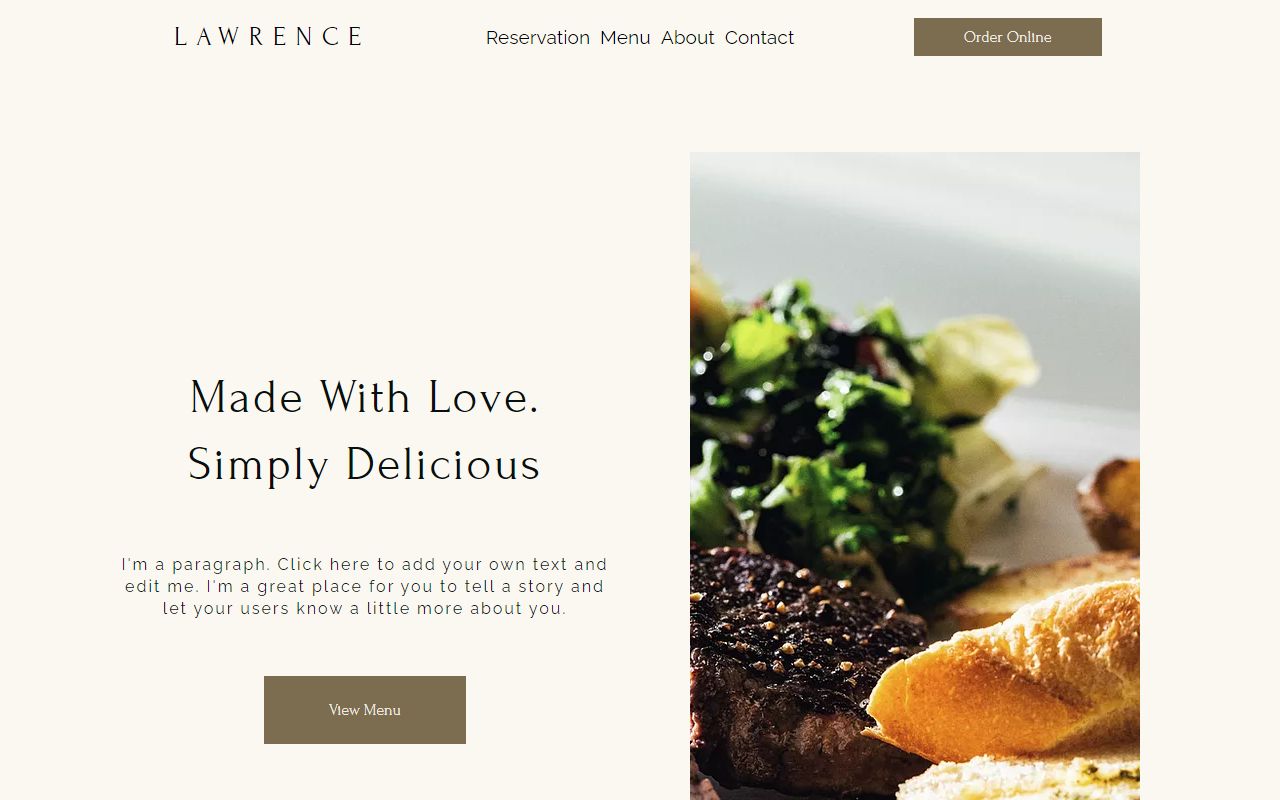 LAWRENCE
Reservation Menu About Contact
Order Online
Made With Love.
Simply Delicious
I'm a paragraph. Click here to add your own text and
edit me. I'm a great place for you to tell a story and
let your users know a little more about you.
View Menu